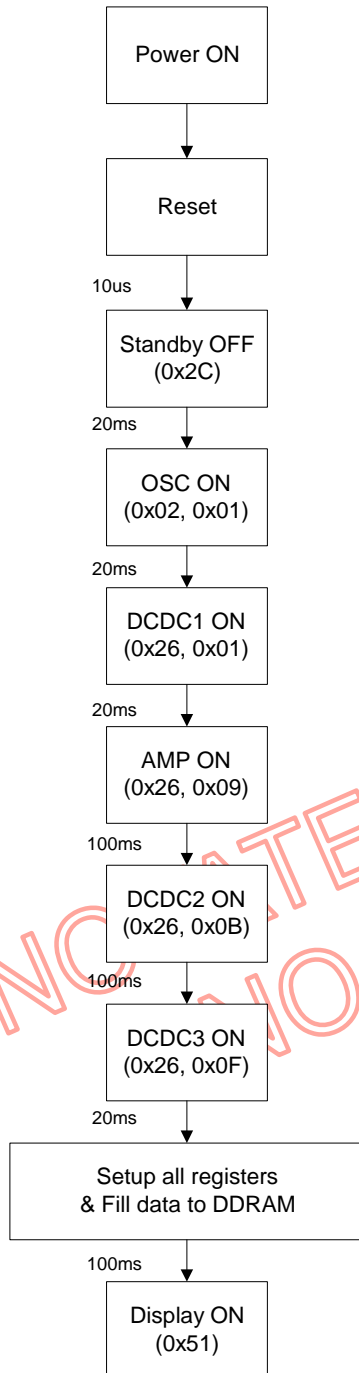 Power ON
Reset
10us
Standby OFF
(0x2C)
20ms
OSC ON
(0x02, 0x01)
20ms
DCDC1 ON
(0x26, 0x01)
20ms
AMP ON
(0x26, 0x09)
100ms
DCDC2 ON
(0x26, 0x0B)
100ms
DCDC3 ON
(0x26, 0x0F)
20ms
Setup all registers
& Fill data to DDRAM
100ms
Display ON
(0x51)